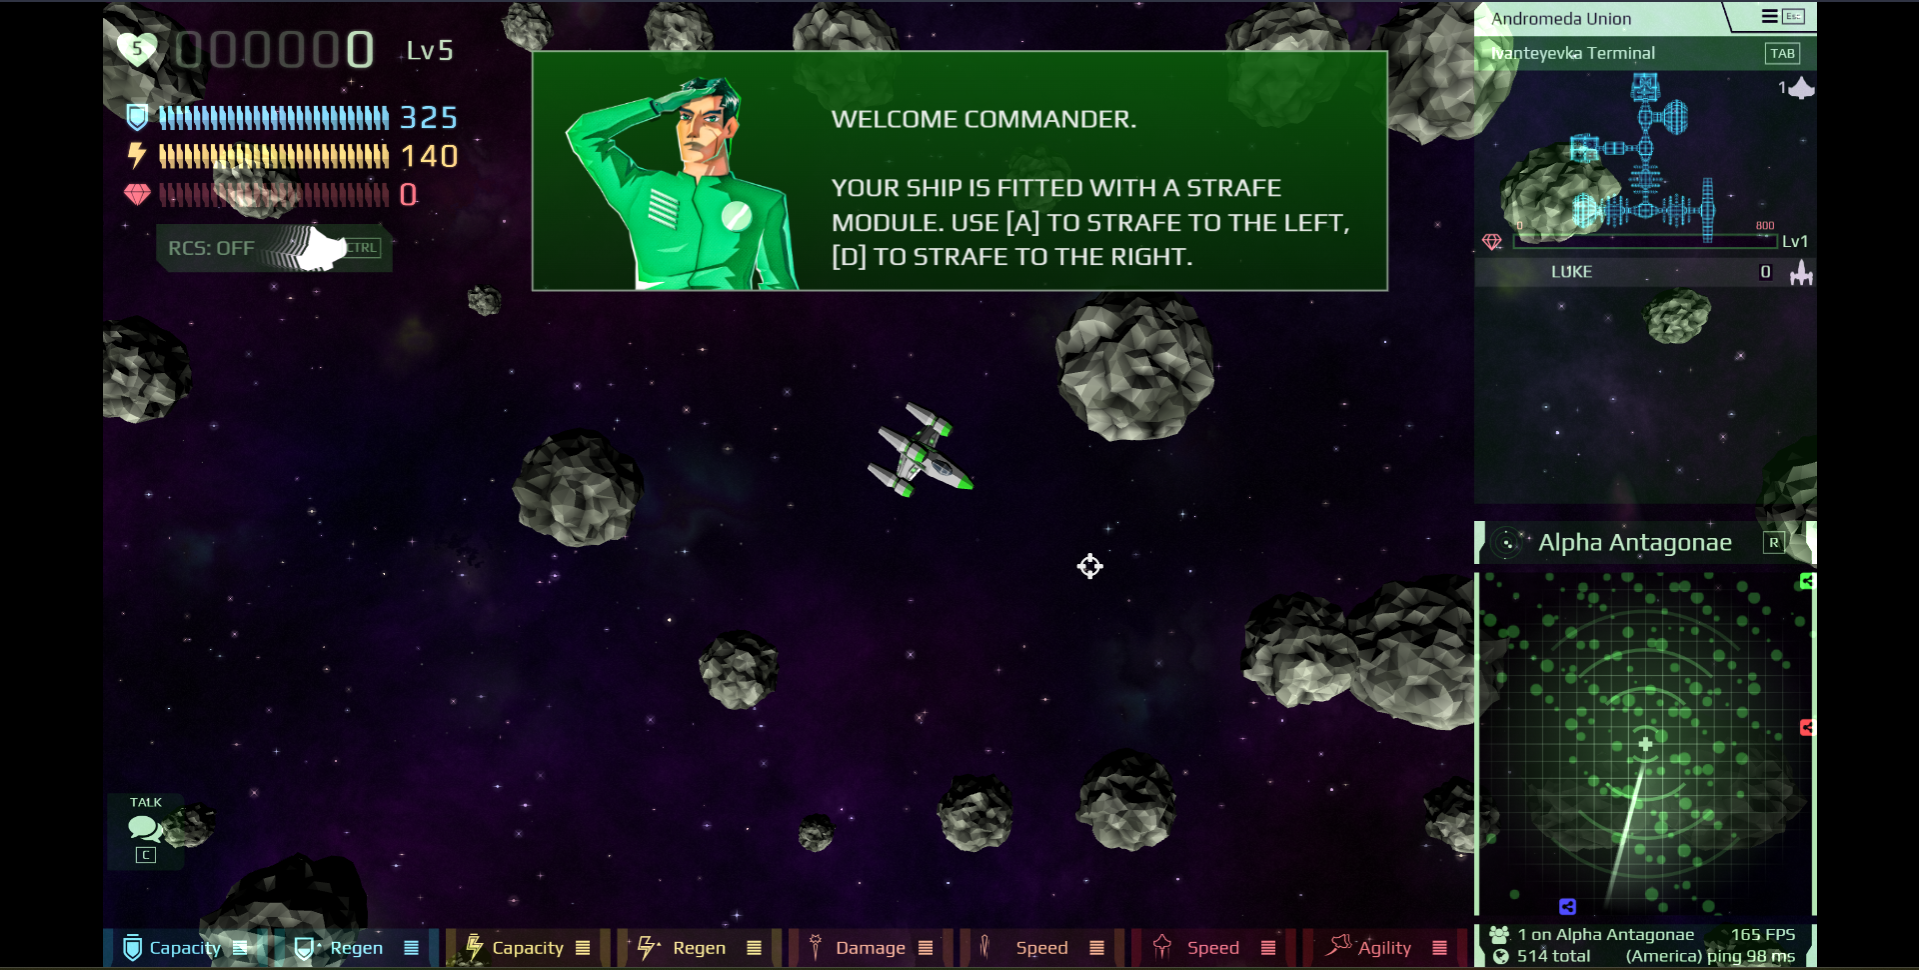 5 0000000 Lv5
325
140
0
RCS: OFF CTRL
WELCOME COMMANDER.
YOUR SHIP IS FITTED WITH A STRAFE
MODULE. USE [A] TO STRAFE TO THE LEFT,
[D] TO STRAFE TO THE RIGHT.
Andromeda Union Esc
Ivanteyevka Terminal TAB
1
0 800
Lv1
LUKE 0
Alpha Antagonae R
TALK
C
Capacity Regen Capacity Regen Damage Speed Speed Agility
1 on Alpha Antagonae 165 FPS
514 total (America) ping 98 ms